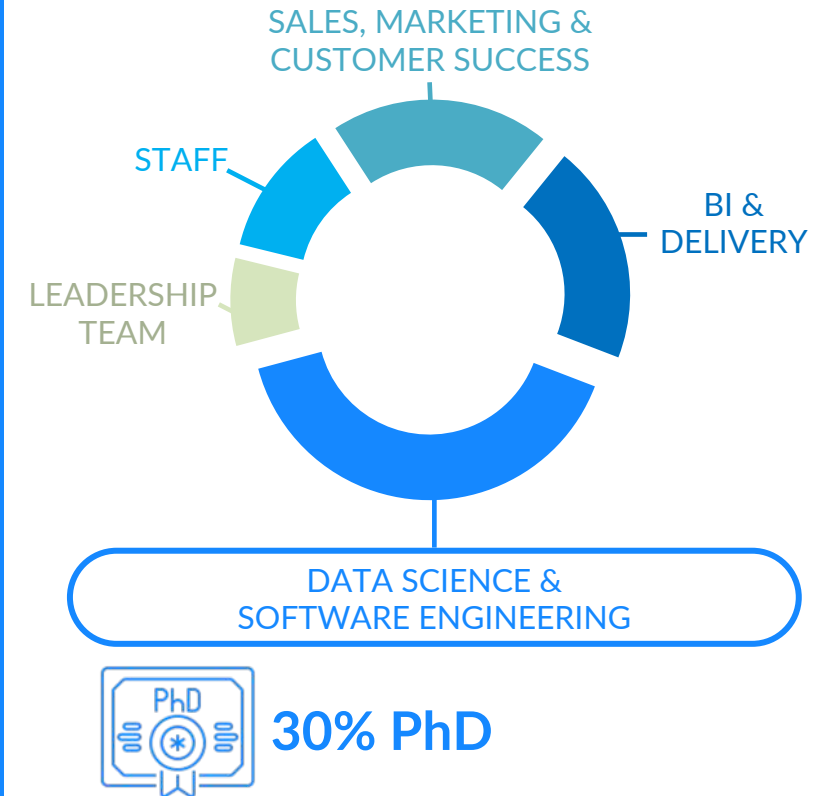 SALES, MARKETING &
CUSTOMER SUCCESS
STAFF
BI &
DELIVERY
LEADERSHIP
TEAM
DATA SCIENCE &
SOFTWARE ENGINEERING
PhD
30% PhD